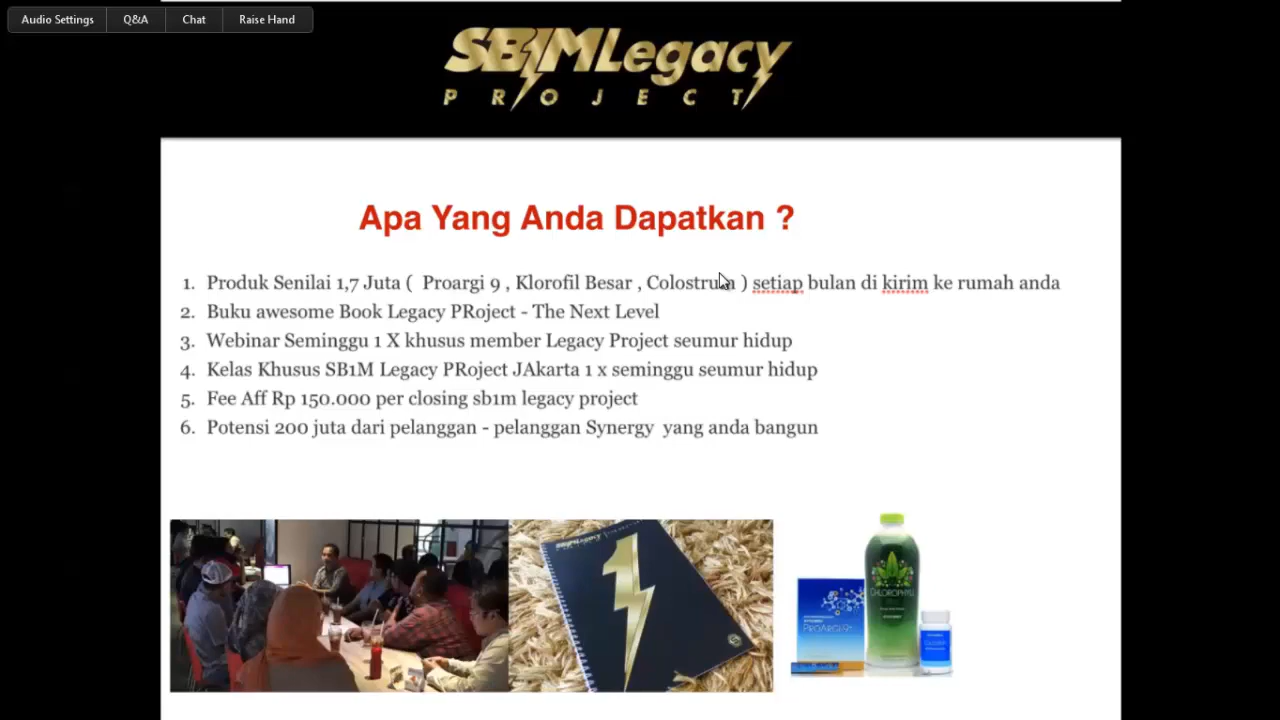 Audio Settings
Q&A
Chat
Raise Hand
SB1MLegacy
PROJECT
Apa Yang Anda Dapatkan ?
1. Produk Senilai 1,7 Juta ( Proargi 9 , Klorofil Besar , Colostrum ) setiap bulan di kirim ke rumah anda
2. Buku awesome Book Legacy PRoject - The Next Level
3. Webinar Seminggu 1 X khusus member Legacy Project seumur hidup
4. Kelas Khusus SB1M Legacy PRoject JAkarta 1 x seminggu seumur hidup
5. Fee Aff Rp 150.000 per closing sb1m legacy project
6. Potensi 200 juta dari pelanggan - pelanggan Synergy yang anda bangun
SB1MLegacy
CHLOROPHYLL
PROARGI9+